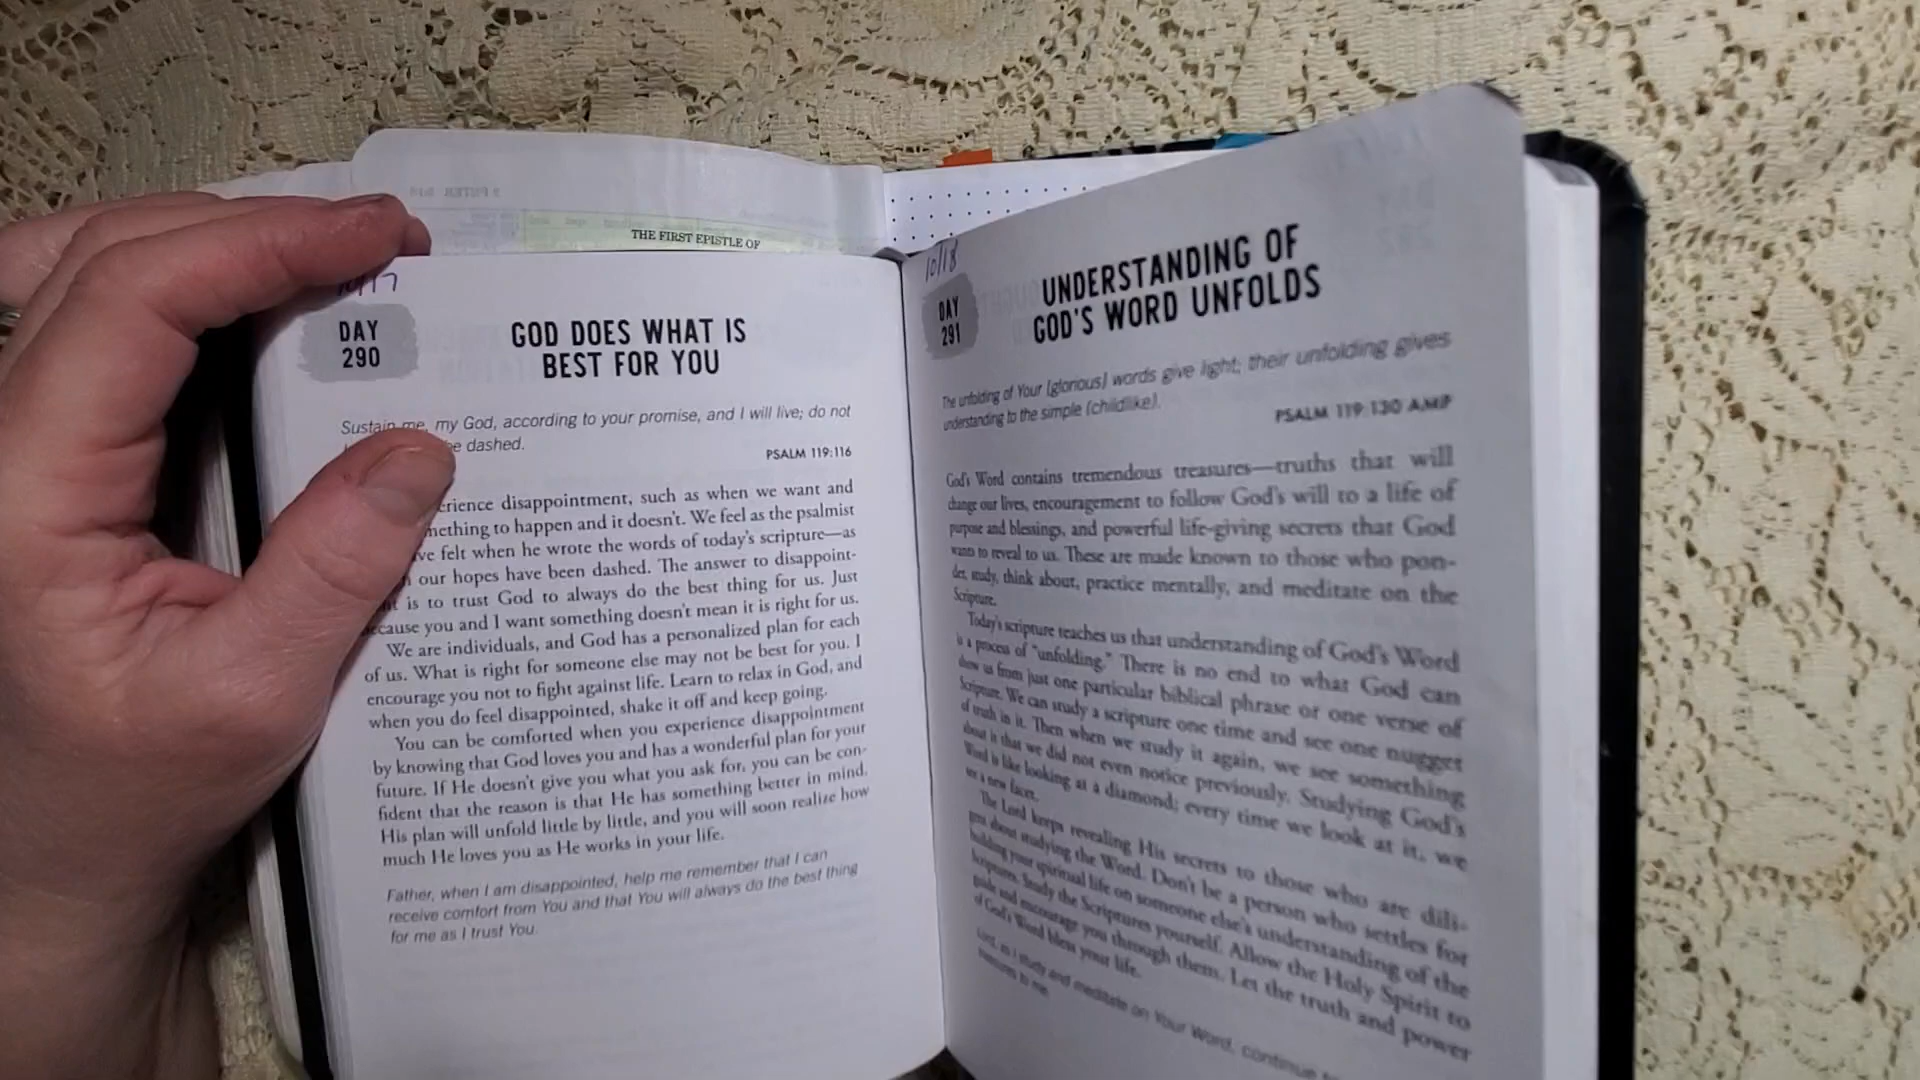 THE FIRST EPISTLE OF
10/17
DAY
290
GOD DOES WHAT IS
BEST FOR YOU
Sustain me, my God, according to your promise, and I will live; do not
be dashed.
PSALM 119:116
erience disappointment, such as when we want and
mething to happen and it doesn't. We feel as the psalmist
ve felt when he wrote the words of today's scripture—as
our hopes have been dashed. The answer to disappoint-
is to trust God to always do the best thing for us. Just
ecause you and I want something doesn't mean it is right for us.
We are individuals, and God has a personalized plan for each
of us. What is right for someone else may not be best for you. I
encourage you not to fight against life. Learn to relax in God, and
when you do feel disappointed, shake it off and keep going.
You can be comforted when you experience disappointment
by knowing that God loves you and has a wonderful plan for your
future. If He doesn't give you what you ask for, you can be con-
fident that the reason is that He has something better in mind.
His plan will unfold little by little, and you will soon realize how
much He loves you as He works in your life.
Father, when I am disappointed, help me remember that I can
receive comfort from You and that You will always do the best thing
for me as I trust You.
10/18
DAY
291
UNDERSTANDING OF
GOD'S WORD UNFOLDS
The unfolding of Your [glorious] words give light; their unfolding gives
understanding to the simple (childlike).
PSALM 119:130 AMP
God's Word contains tremendous treasures—truths that will
change our lives, encouragement to follow God's will to a life of
purpose and blessings, and powerful life-giving secrets that God
wants to reveal to us. These are made known to those who pon-
der, study, think about, practice mentally, and meditate on the
Scripture.
Today's scripture teaches us that understanding of God's Word
is a process of "unfolding." There is no end to what God can
show us from just one particular biblical phrase or one verse of
Scripture. We can study a scripture one time and see one nugget
of truth in it. Then when we study it again, we see something
about it that we did not even notice previously. Studying God's
Word is like looking at a diamond; every time we look at it, we
see a new facet.
The Lord keeps revealing His secrets to those who are dili-
gent about studying the Word. Don't be a person who settles for
building your spiritual life on someone else's understanding of the
Scriptures. Study the Scriptures yourself. Allow the Holy Spirit to
guide and encourage you through them. Let the truth and power
of God's Word bless your life.
Lord, as I study and meditate on Your Word, continue to
to me.